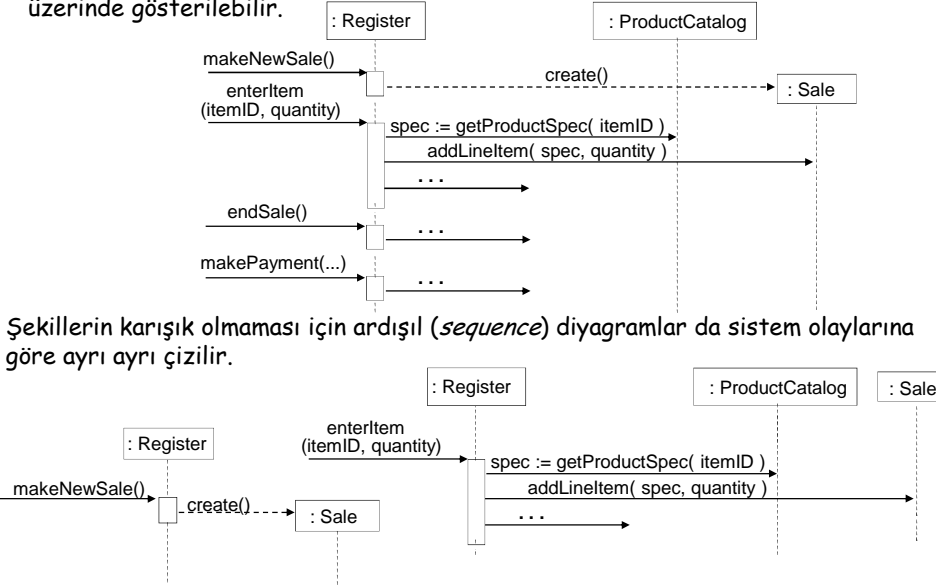 üzerinde gösterilebilir.
: Register
: ProductCatalog
makeNewSale()
create()
: Sale
enterItem
(itemID, quantity)
spec := getProductSpec( itemID )
addLineItem( spec, quantity )
. . .
endSale()
. . .
makePayment(...)
. . .
Şekillerin karışık olmaması için ardışıl (sequence) diyagramlar da sistem olaylarına
göre ayrı ayrı çizilir.
: Register
makeNewSale()
create()
: Sale
: Register
: ProductCatalog
: Sale
enterItem
(itemID, quantity)
spec := getProductSpec( itemID )
addLineItem( spec, quantity )
. . .